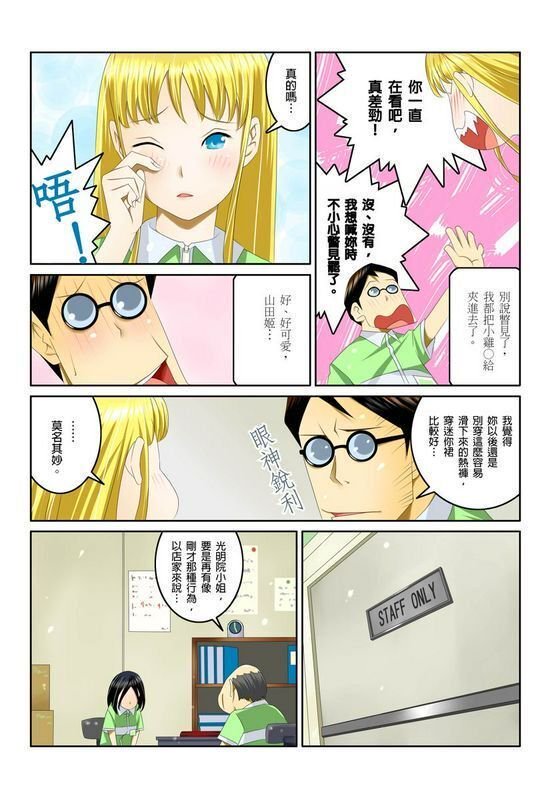 你一直
在看吧，
真差勁！
沒、沒有，
我想喊妳時
不小心瞥見罷了。
別說瞥見了，
我都把小雞○給
夾進去了。
真的嗎…
唔！
好、好可愛，
山田姬…
我覺得
妳以後還是
別穿這麼容易
滑下來的熱褲，
穿迷你裙
比較好…
眼神銳利
……
莫名其妙。
STAFF ONLY
光明院小姐，
要是再有像
剛才那種行為，
以店家來說…